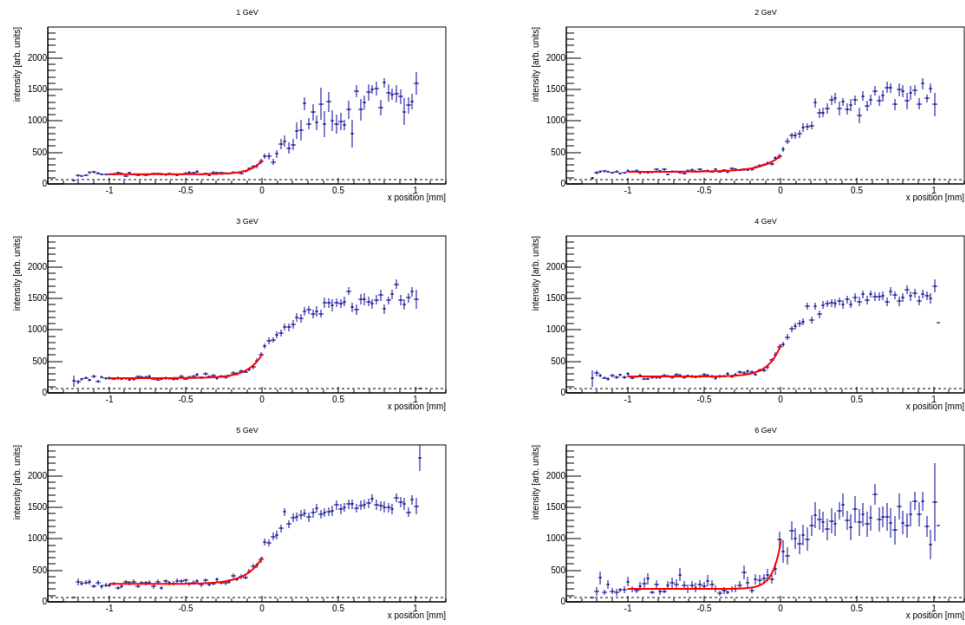 1 GeV
intensity [arb. units]
2000
1500
1000
500
0
-1 -0.5 0 0.5 1
x position [mm]
2 GeV
intensity [arb. units]
2000
1500
1000
500
0
-1 -0.5 0 0.5 1
x position [mm]
3 GeV
intensity [arb. units]
2000
1500
1000
500
0
-1 -0.5 0 0.5 1
x position [mm]
4 GeV
intensity [arb. units]
2000
1500
1000
500
0
-1 -0.5 0 0.5 1
x position [mm]
5 GeV
intensity [arb. units]
2000
1500
1000
500
0
-1 -0.5 0 0.5 1
x position [mm]
6 GeV
intensity [arb. units]
2000
1500
1000
500
0
-1 -0.5 0 0.5 1
x position [mm]